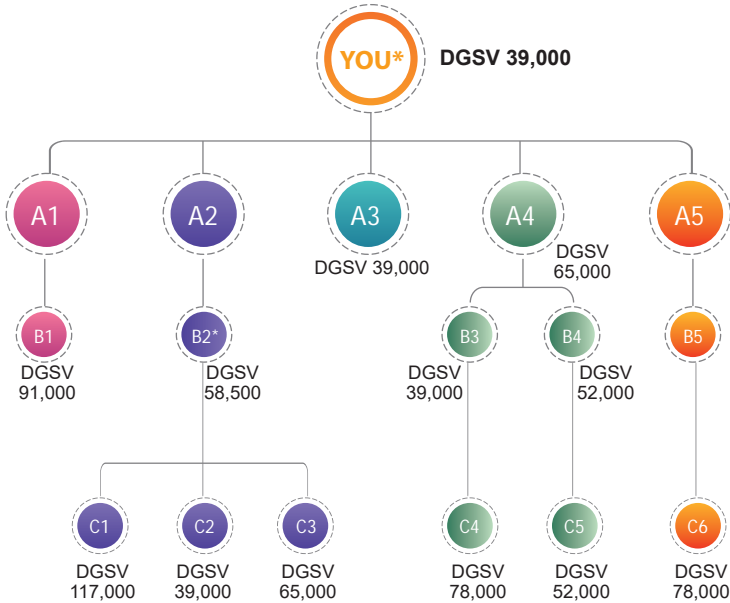 YOU*
DGSV 39,000
A1
A2
A3
A4
A5
DGSV 39,000
DGSV
65,000
B1
B2*
B3
B4
B5
DGSV
91,000
DGSV
58,500
DGSV
39,000
DGSV
52,000
C1
C2
C3
C4
C5
C6
DGSV
117,000
DGSV
39,000
DGSV
65,000
DGSV
78,000
DGSV
52,000
DGSV
78,000